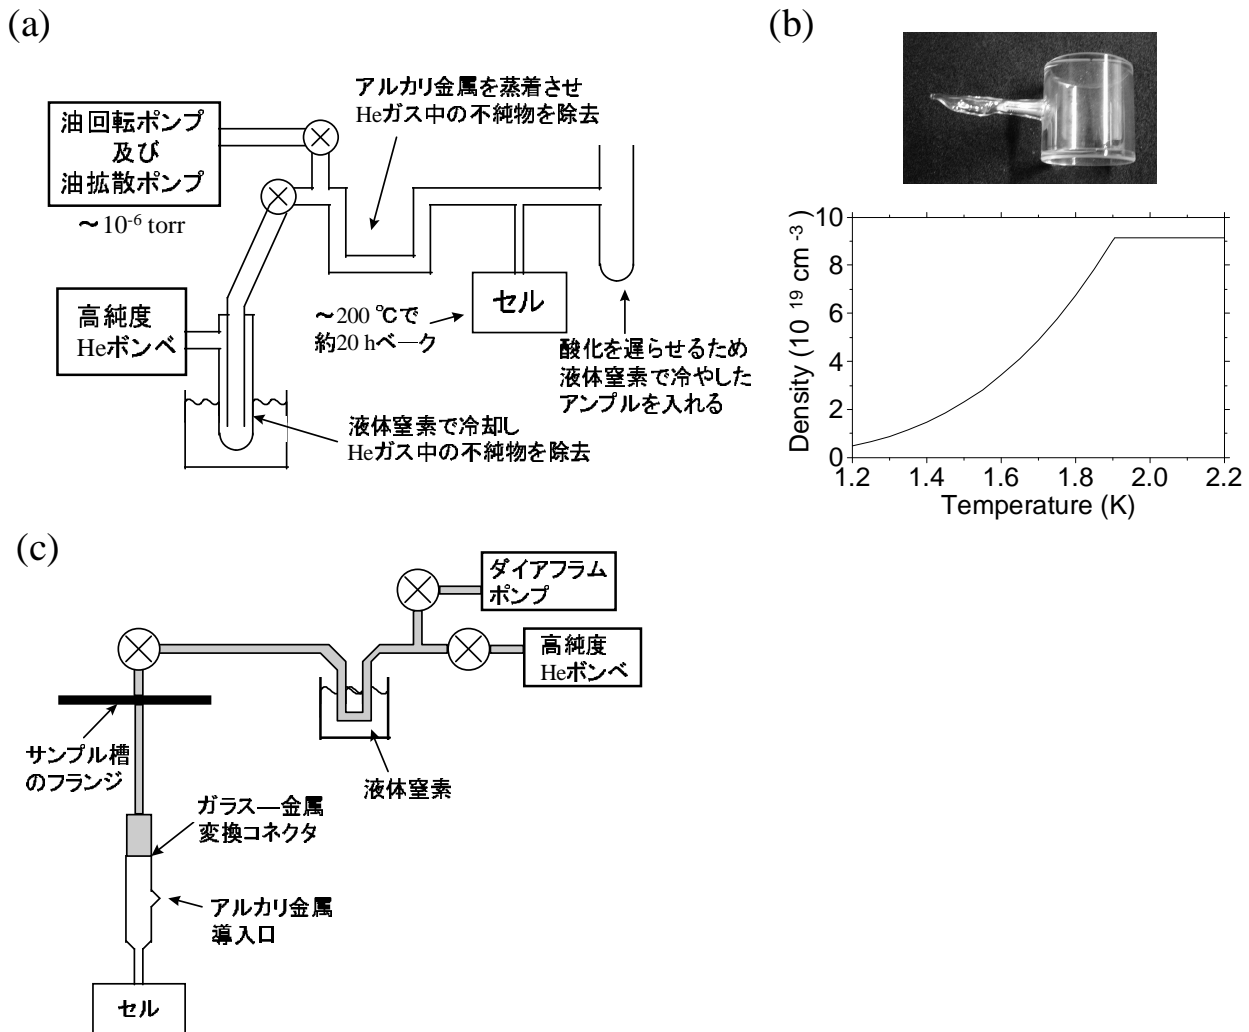 (a)
アルカリ金属を蒸着させ
Heガス中の不純物を除去
油回転ポンプ
及び
油拡散ポンプ
～10-6 torr
高純度
Heボンベ
～200 ℃で
約20 hベーク
セル
酸化を遅らせるため
液体窒素で冷やした
アンプルを入れる
液体窒素で冷却し
Heガス中の不純物を除去
(b)
Density (10 19 cm -3)
10
8
6
4
2
0
1.2 1.4 1.6 1.8 2.0 2.2
Temperature (K)
(c)
ダイアフラム
ポンプ
高純度
Heボンベ
サンプル槽
のフランジ
液体窒素
ガラス―金属
変換コネクタ
アルカリ金属
導入口
セル